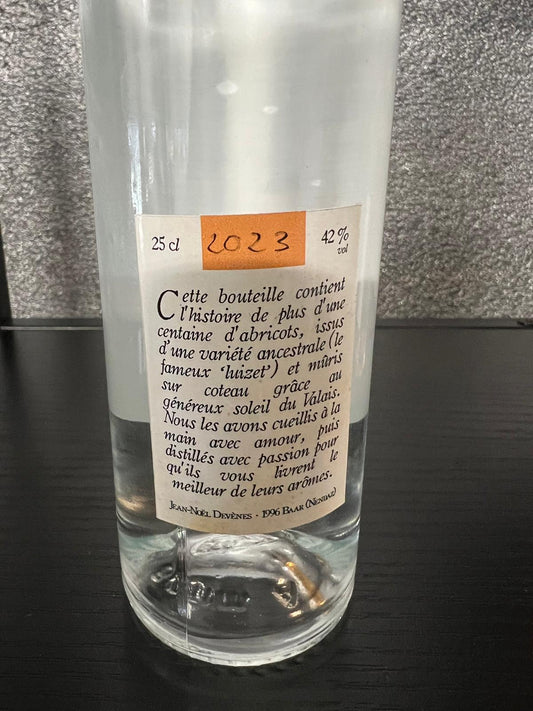 25 cl 2023 42 % vol
Cette bouteille contient
l'histoire de plus d'une
centaine d'abricots, issus
d'une variété ancestrale (le
fameux 'luizet') et mûris
sur coteau grâce au
généreux soleil du Valais.
Nous les avons cueillis à la
main avec amour, puis
distillés avec passion pour
qu'ils vous livrent le
meilleur de leurs arômes.
Jean-Noël Devènes - 1996 Baar (Nendaz)